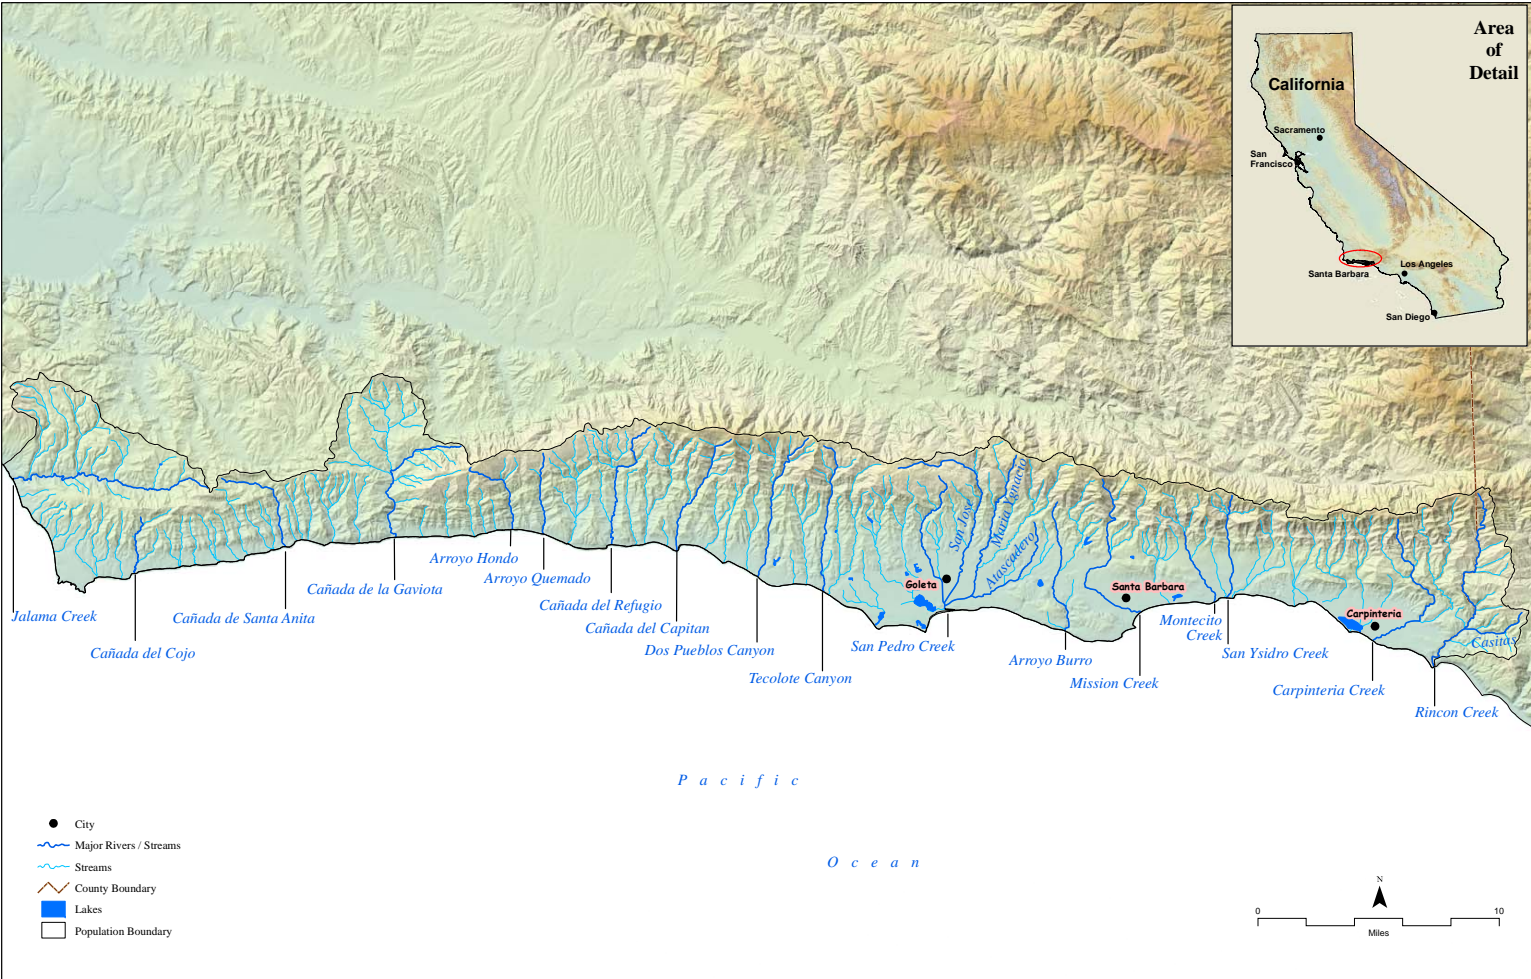 Area
of
Detail
California
Sacramento
San
Francisco
Santa Barbara
Los Angeles
San Diego
San José
Maria Ygnacio
Atascadero
Goleta
Santa Barbara
Carpinteria
Casitas
Jalama Creek
Cañada del Cojo
Cañada de Santa Anita
Cañada de la Gaviota
Arroyo Hondo
Arroyo Quemado
Cañada del Refugio
Cañada del Capitan
Dos Pueblos Canyon
Tecolote Canyon
San Pedro Creek
Arroyo Burro
Mission Creek
Montecito
Creek
San Ysidro Creek
Carpinteria Creek
Rincon Creek
Pacific
Ocean
City
Major Rivers / Streams
Streams
County Boundary
Lakes
Population Boundary
N
0
10
Miles